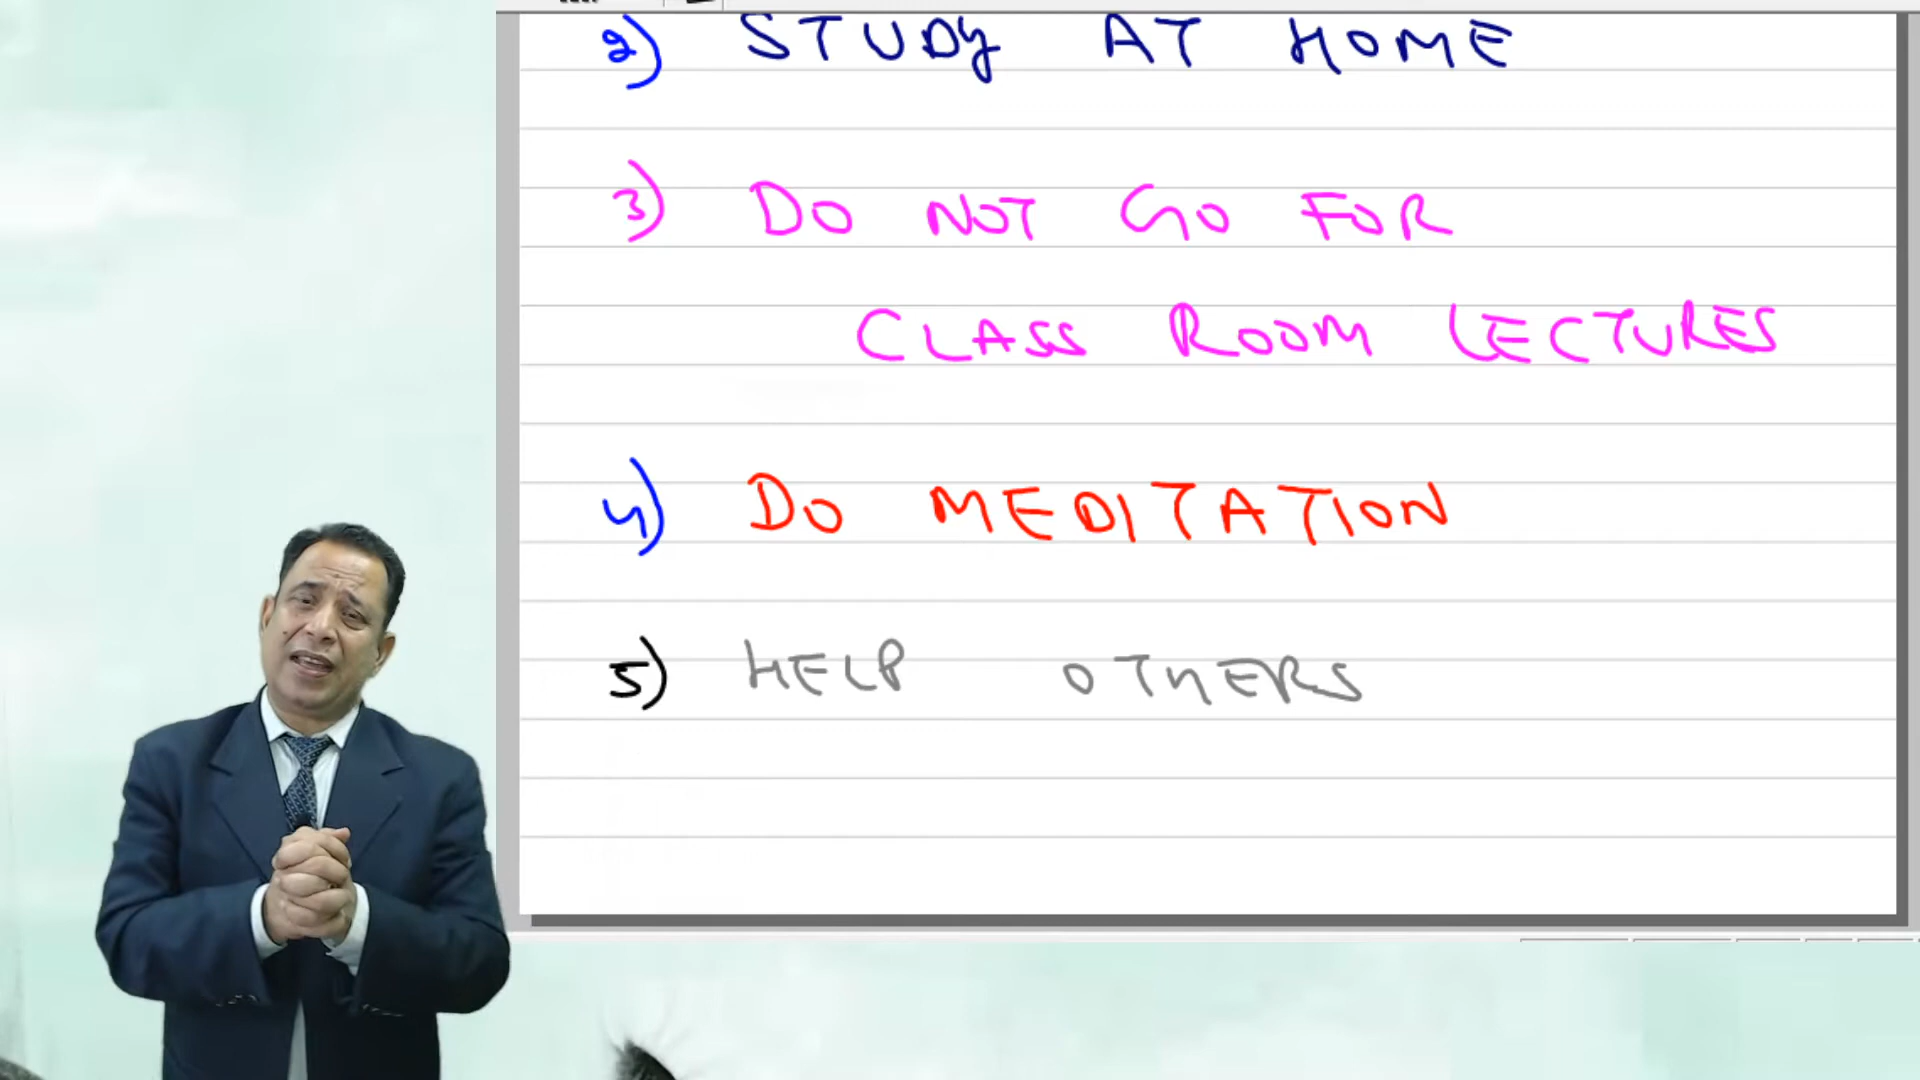 2) STUDY AT HOME
3) DO NOT GO FOR
CLASS ROOM LECTURES
4) DO MEDITATION
5) HELP OTHERS